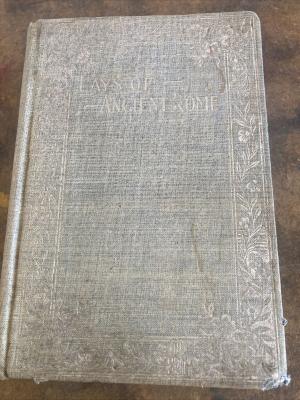 LAYS OF
ANCIENT ROME